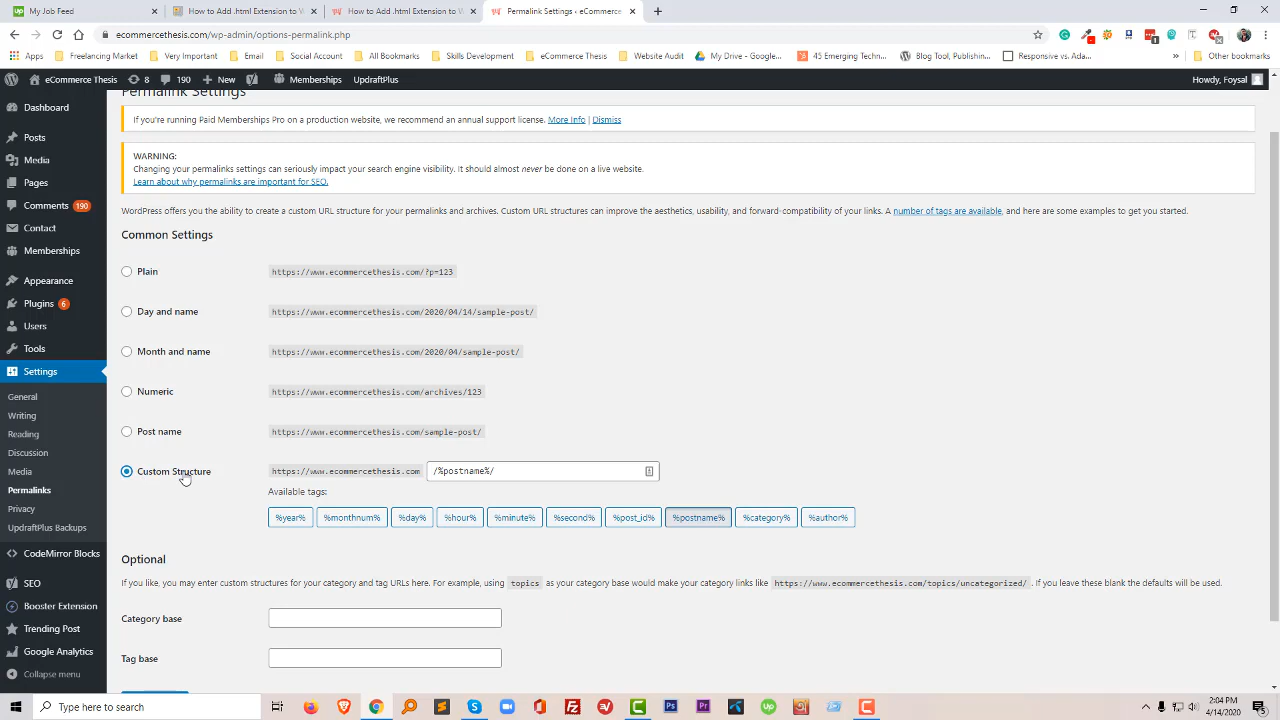 My Job Feed
Permalink Settings ‹ eCommerce
ecommercethesis.com/wp-admin/options-permalink.php
Apps
Freelance Market
Very Important
Email
Social Account
All Bookmarks
Skills Development
eCommerce Thesis
Website Audit
My Drive – Google...
45 Emerging Techn...
Blog Tool, Publishin...
Responsive vs. Ada...
»
Other bookmarks
eCommerce Thesis
8
190
New
Memberships
UpdraftPlus
Howdy, Foysal
Dashboard
Posts
Media
Pages
Comments 190
Contact
Memberships
Appearance
Plugins 6
Users
Tools
Settings
General
Writing
Reading
Discussion
Media
Permalinks
Privacy
UpdraftPlus Backups
CodeMirror Blocks
SEO
Booster Extension
Trending Post
Google Analytics
Collapse menu
Permalink Settings
If you're running Paid Memberships Pro on a production website, we recommend an annual support license. More Info | Dismiss
WARNING:
Changing your permalinks settings can seriously impact your search engine visibility. It should almost never be done on a live website.
Learn about why permalinks are important for SEO.
WordPress offers you the ability to create a custom URL structure for your permalinks and archives. Custom URL structures can improve the aesthetics, usability, and forward-compatibility of your links. A number of tags are available, and here are some examples to get you started.
Common Settings
Plain https://www.ecommercethesis.com/?p=123
Day and name https://www.ecommercethesis.com/2020/04/14/sample-post/
Month and name https://www.ecommercethesis.com/2020/04/sample-post/
Numeric https://www.ecommercethesis.com/archives/123
Post name https://www.ecommercethesis.com/sample-post/
Custom Structure https://www.ecommercethesis.com /%postname%/
Available tags:
%year% %monthnum% %day% %hour% %minute% %second% %post_id% %postname% %category% %author%
Optional
If you like, you may enter custom structures for your category and tag URLs here. For example, using topics as your category base would make your category links like https://www.ecommercethesis.com/topics/uncategorized/ . If you leave these blank the defaults will be used.
Category base
Tag base
Type here to search
2:04 PM
4/14/2020